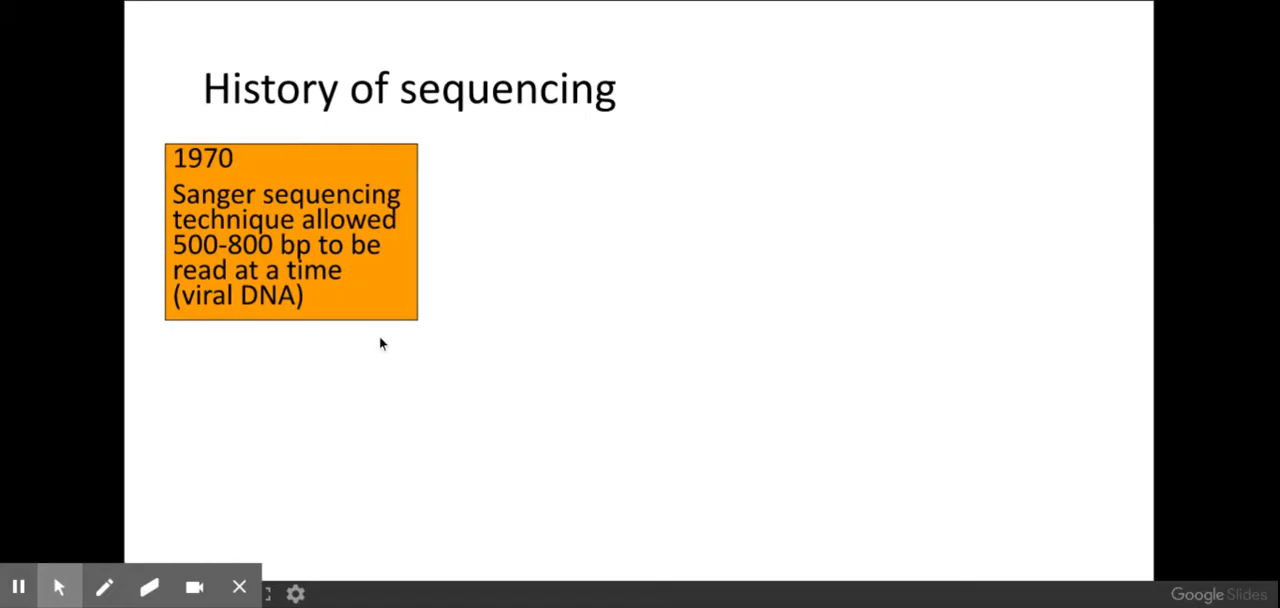 History of sequencing
1970
Sanger sequencing
technique allowed
500-800 bp to be
read at a time
(viral DNA)
Google Slides